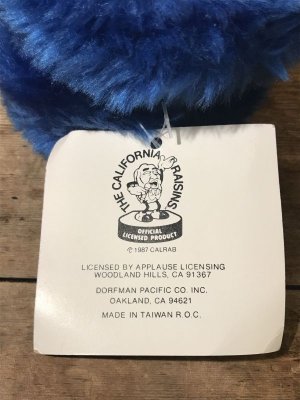 THE CALIFORNIA RAISINS
OFFICIAL
LICENSED PRODUCT
© 1987 CALRAB
LICENSED BY APPLAUSE LICENSING
WOODLAND HILLS, CA 91367
DORFMAN PACIFIC CO. INC.
OAKLAND, CA 94621
MADE IN TAIWAN R.O.C.